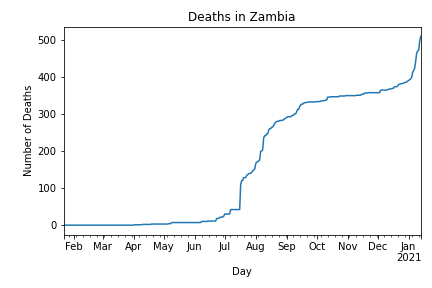 Deaths in Zambia
500
400
300
200
100
0
Number of Deaths
Feb Mar Apr May Jun Jul Aug Sep Oct Nov Dec Jan
2021
Day